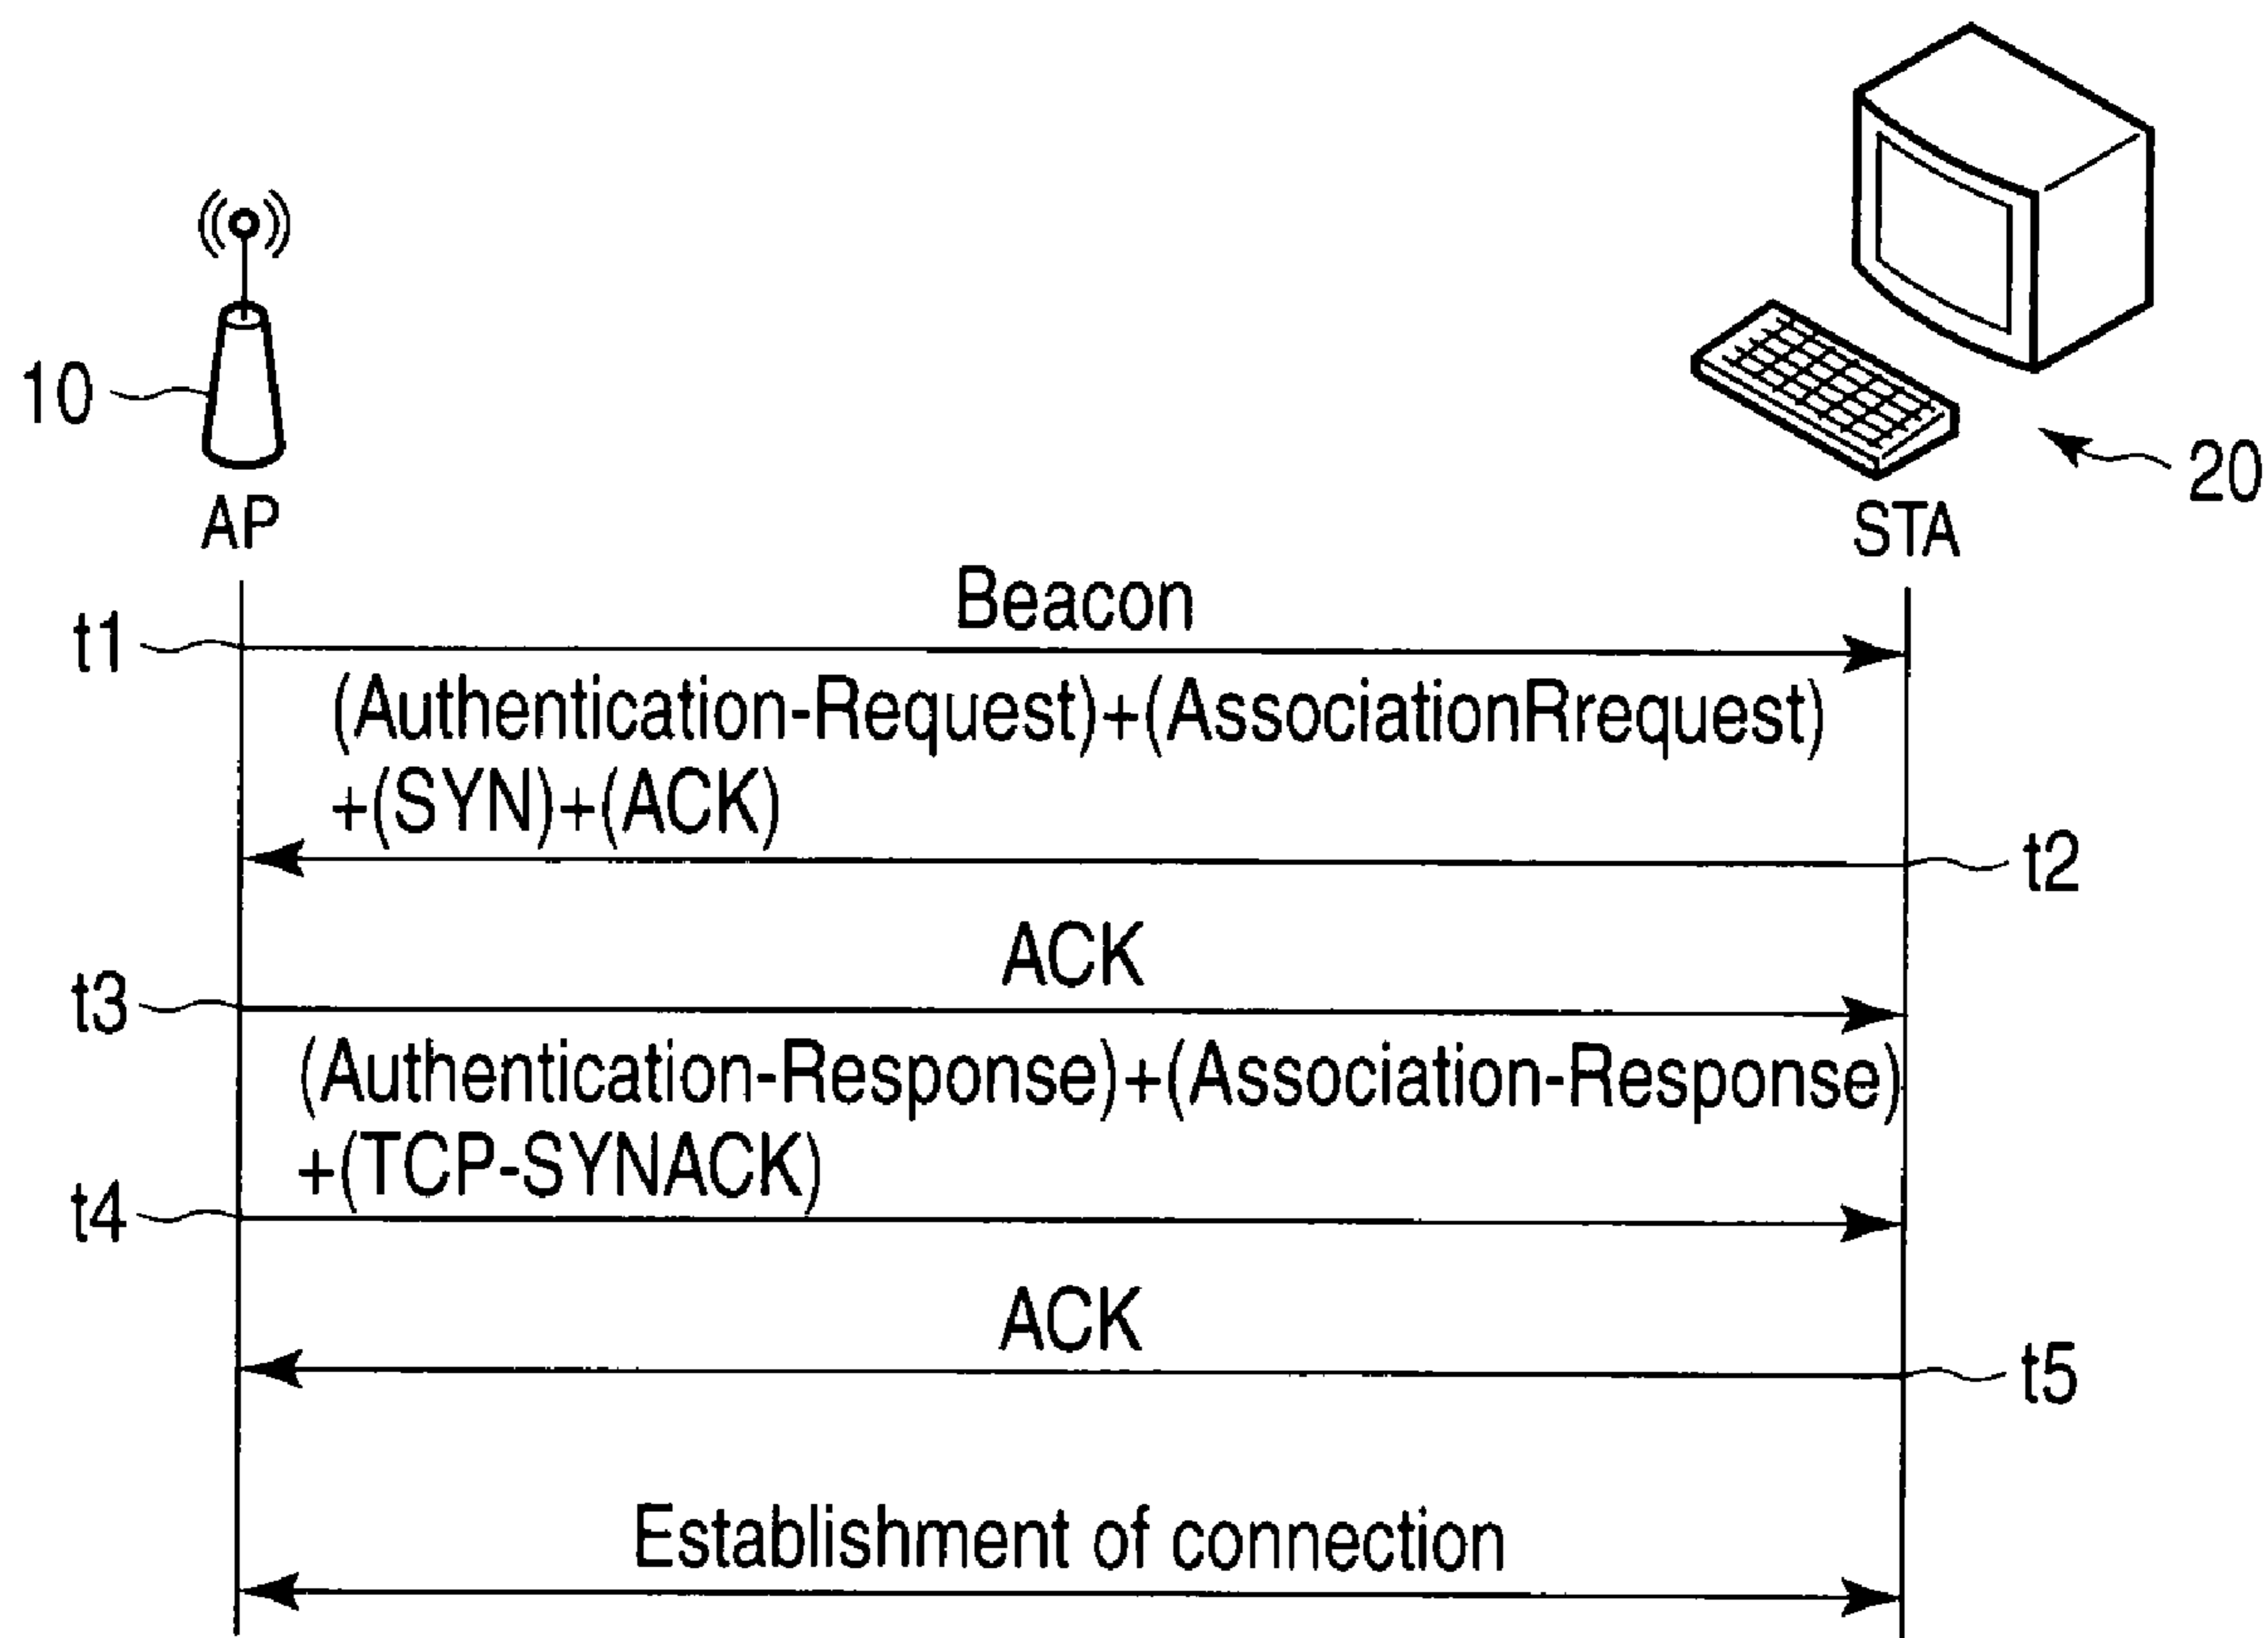 10
AP
20
STA
t1
Beacon
(Authentication-Request)+(AssociationRrequest)
+(SYN)+(ACK)
t2
ACK
t3
(Authentication-Response)+(Association-Response)
+(TCP-SYNACK)
t4
ACK
t5
Establishment of connection